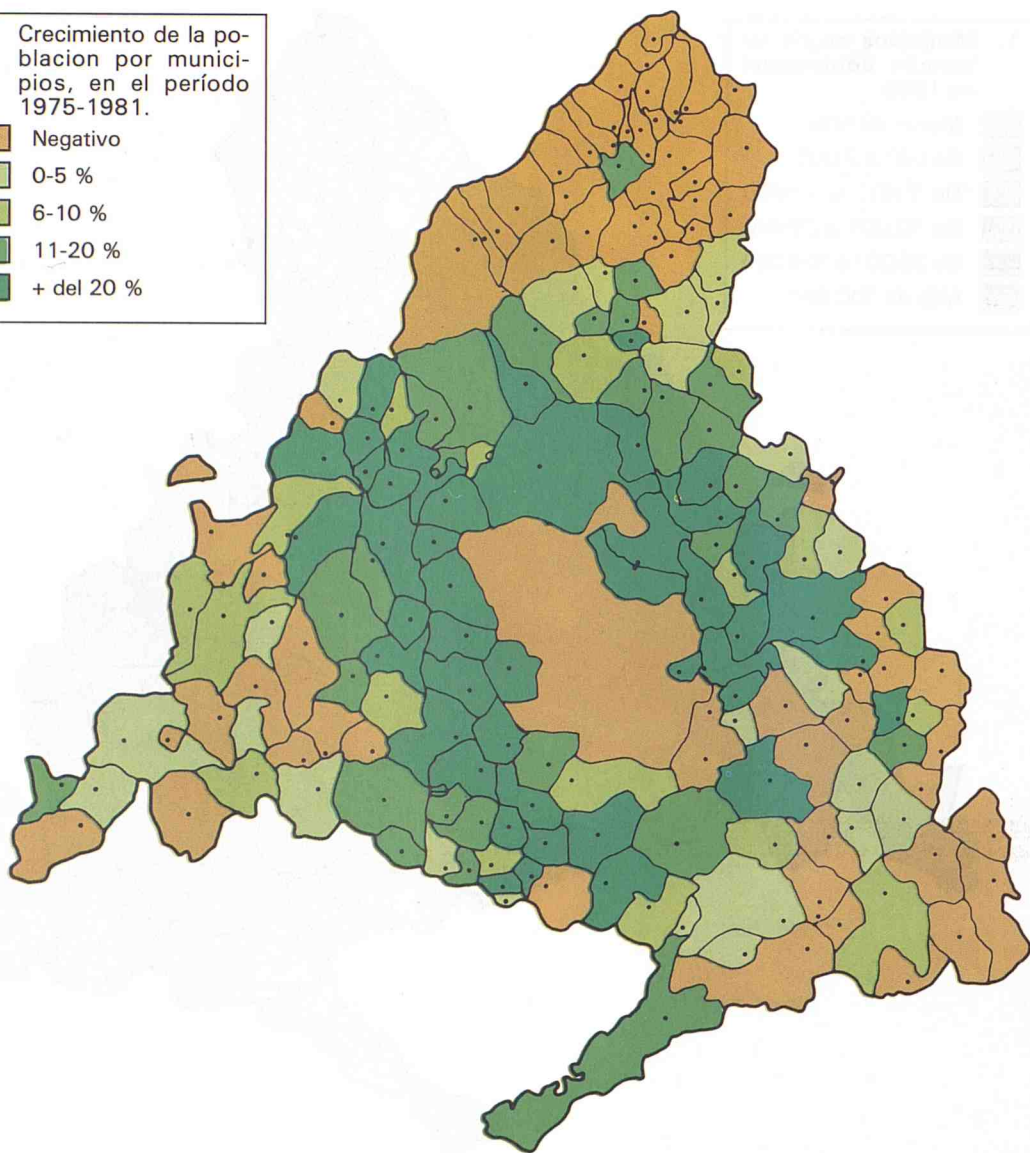 Crecimiento de la po-
blacion por munici-
pios, en el período
1975-1981.
Negativo
0-5 %
6-10 %
11-20 %
+ del 20 %